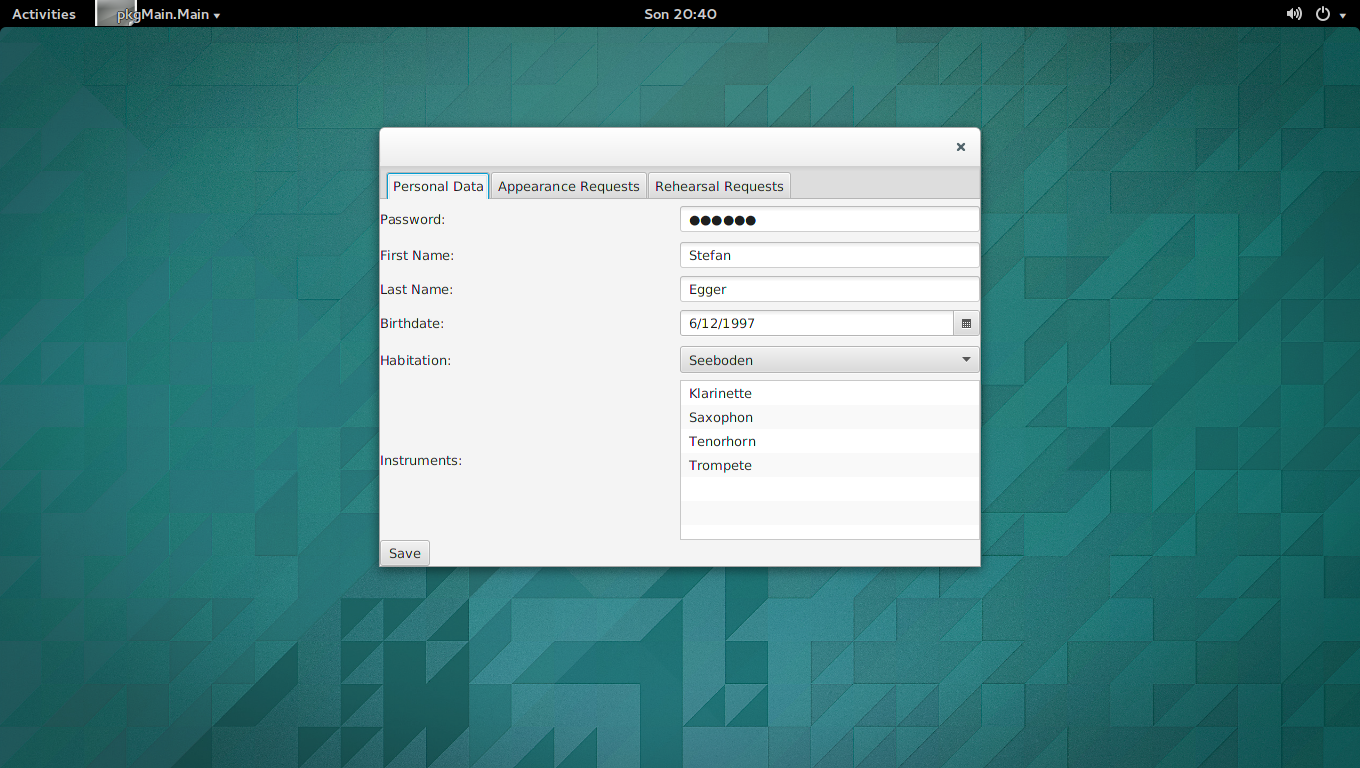 Activities pkgMain.Main Son 20:40
Personal Data Appearance Requests Rehearsal Requests
Password: ●●●●●●
First Name: Stefan
Last Name: Egger
Birthdate: 6/12/1997
Habitation: Seeboden
Klarinette
Saxophon
Tenorhorn
Instruments:
Trompete
Save